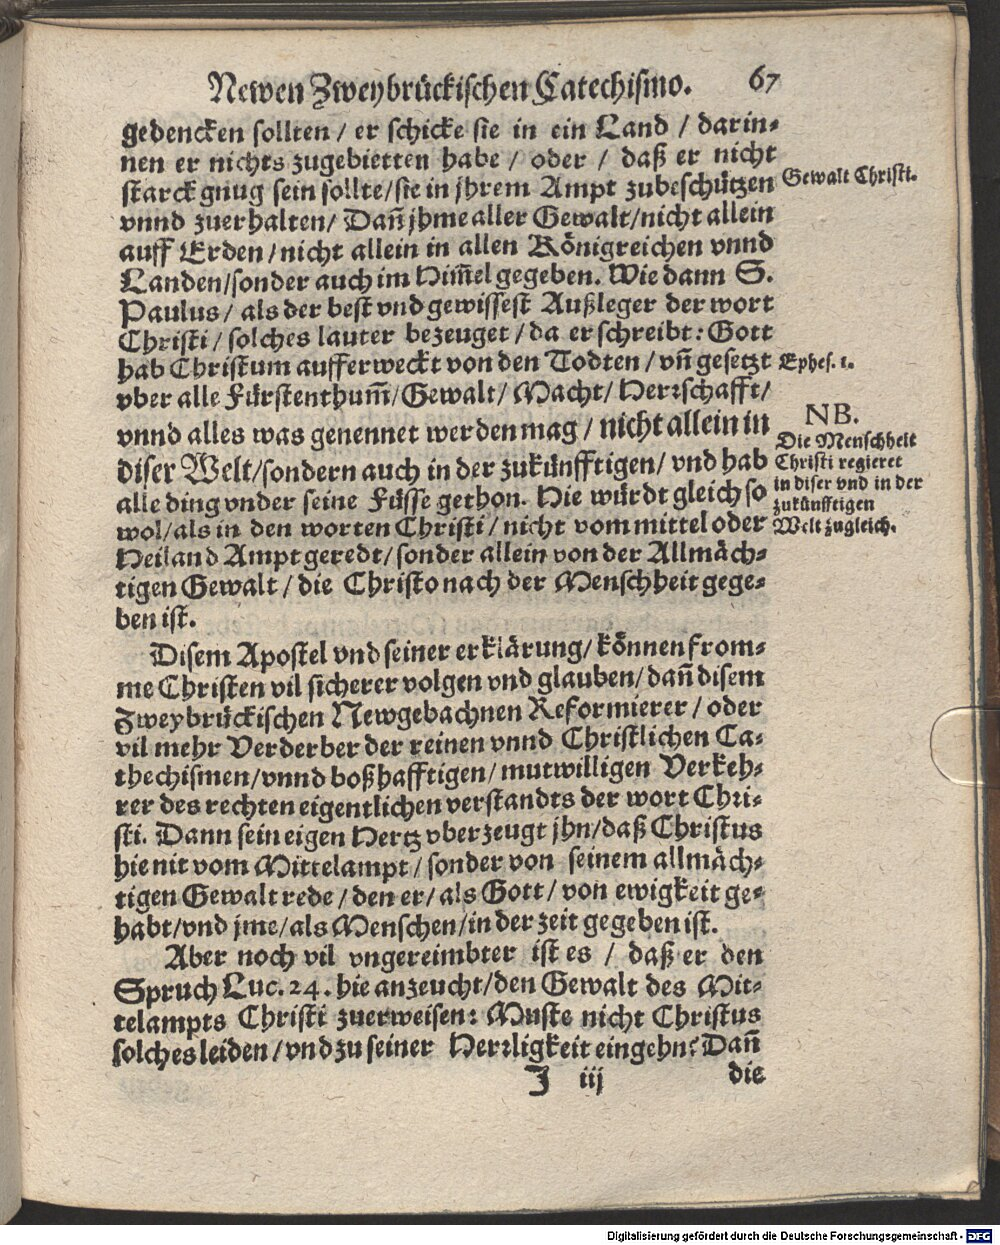 Newen Zweybrückischen Catechismo. 67
gedencken sollten / er schicke sie in ein Land / darin-
nen er nichts zugebietten habe / oder / daß er nicht
starck gnug sein sollte/sie in jhrem Ampt zubeschützen
vnnd zuerhalten/ Dañ jhme aller Gewalt/nicht allein
auff Erden/nicht allein in allen Königreichen vnnd
Landen/sonder auch im Him̃el gegeben. Wie dann S.
Paulus/ als der best vnd gewissest Außleger der wort
Christi/ solches lauter bezeuget/da er schreibt: Gott
hab Christum aufferweckt von den Todten/ vñ gesetzt
vber alle Fürstenthum̃/Gewalt/ Macht/ Herrschafft/
vnnd alles was genennet werden mag/ nicht allein in
diser Welt/sondern auch in der zukünfftigen/ vnd hab
alle ding vnder seine Füsse gethon. Hie würdt gleich so
wol/als in den worten Christi/ nicht vom mittel oder
Heiland Ampt geredt/sonder allein von der Allmäch-
tigen Gewalt/ die Christo nach der Menschheit gege-
ben ist.
Gewalt Christi.
Ephes. 1.
NB.
Die Menschheit
Christi regieret
in diser vnd in der
zukünfftigen
Welt zugleich.
Disem Apostel vnd seiner erklärung/ können from-
me Christen vil sicherer volgen vnd glauben/ dañ disem
Zweybrückischen Newgebachnen Reformierer/ oder
vil mehr Verderber der reinen vnnd Christlichen Ca-
thechismen/vnnd boßhafftigen/ mutwilligen Verkeh-
rer des rechten eigentlichen verstandts der wort Chri-
sti. Dann sein eigen Hertz vberzeugt jhn/daß Christus
hie nit vom Mittelampt/ sonder von seinem allmäch-
tigen Gewalt rede/den er/als Gott/ von ewigkeit ge-
habt/vnd jme/als Menschen/in der zeit gegeben ist.
Aber noch vil vngereimbter ist es / daß er den
Spruch Luc. 24. hie anzeucht/den Gewalt des Mit-
telampts Christi zuerweisen: Muste nicht Christus
solches leiden/vnd zu seiner Herrligkeit eingehn? Dañ
J iij die
Digitalisierung gefördert durch die Deutsche Forschungsgemeinschaft - DFG